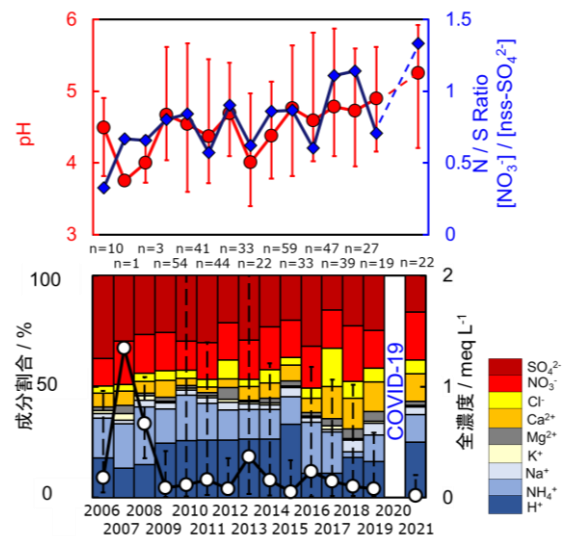 6
5
4
3
pH
1.5
1
0.5
0
N / S Ratio
[NO₃⁻] / [nss-SO₄²⁻]
n=10 n=3 n=41 n=33 n=59 n=47 n=27
n=1 n=54 n=44 n=22 n=33 n=39 n=19 n=22
100
50
0
成分割合 / %
2
1
0
全濃度 / meq L⁻¹
COVID-19
2006 2008 2010 2012 2014 2016 2018 2020
2007 2009 2011 2013 2015 2017 2019 2021
SO₄²⁻
NO₃⁻
Cl⁻
Ca²⁺
Mg²⁺
K⁺
Na⁺
NH₄⁺
H⁺